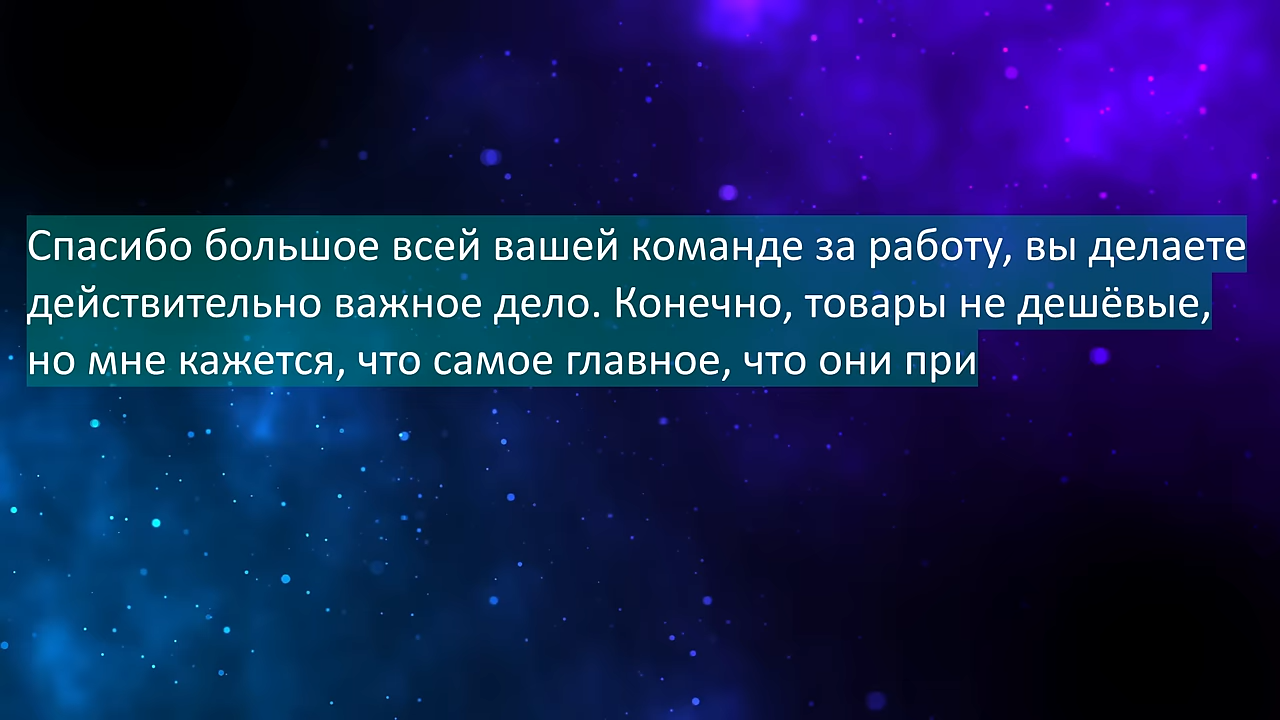 Спасибо большое всей вашей команде за работу, вы делаете
действительно важное дело. Конечно, товары не дешёвые,
но мне кажется, что самое главное, что они при